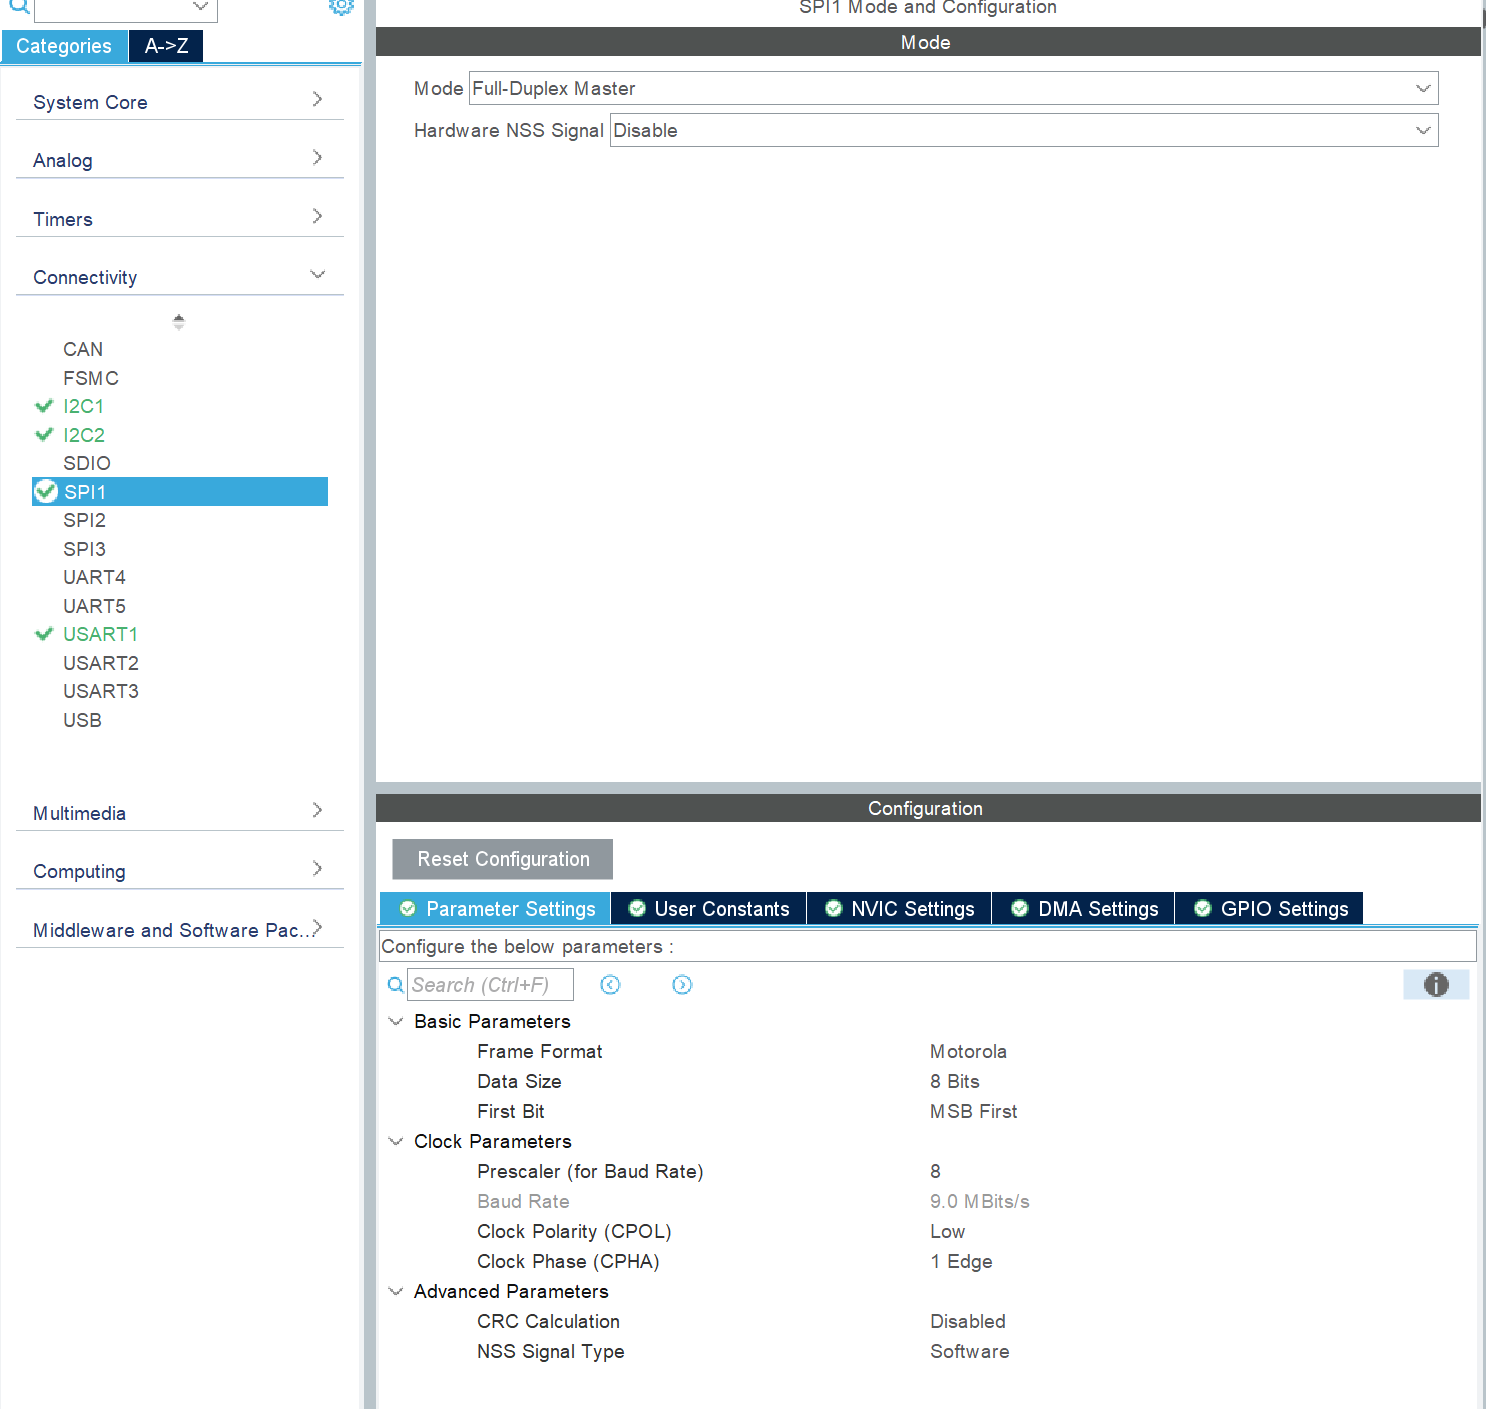 SPI1 Mode and Configuration
Categories
A->Z
System Core
Analog
Timers
Connectivity
CAN
FSMC
I2C1
I2C2
SDIO
SPI1
SPI2
SPI3
UART4
UART5
USART1
USART2
USART3
USB
Multimedia
Computing
Middleware and Software Pac...
Mode
Mode Full-Duplex Master
Hardware NSS Signal Disable
Configuration
Reset Configuration
Parameter Settings
User Constants
NVIC Settings
DMA Settings
GPIO Settings
Configure the below parameters :
Search (Ctrl+F)
Basic Parameters
Frame Format Motorola
Data Size 8 Bits
First Bit MSB First
Clock Parameters
Prescaler (for Baud Rate) 8
Baud Rate 9.0 MBits/s
Clock Polarity (CPOL) Low
Clock Phase (CPHA) 1 Edge
Advanced Parameters
CRC Calculation Disabled
NSS Signal Type Software